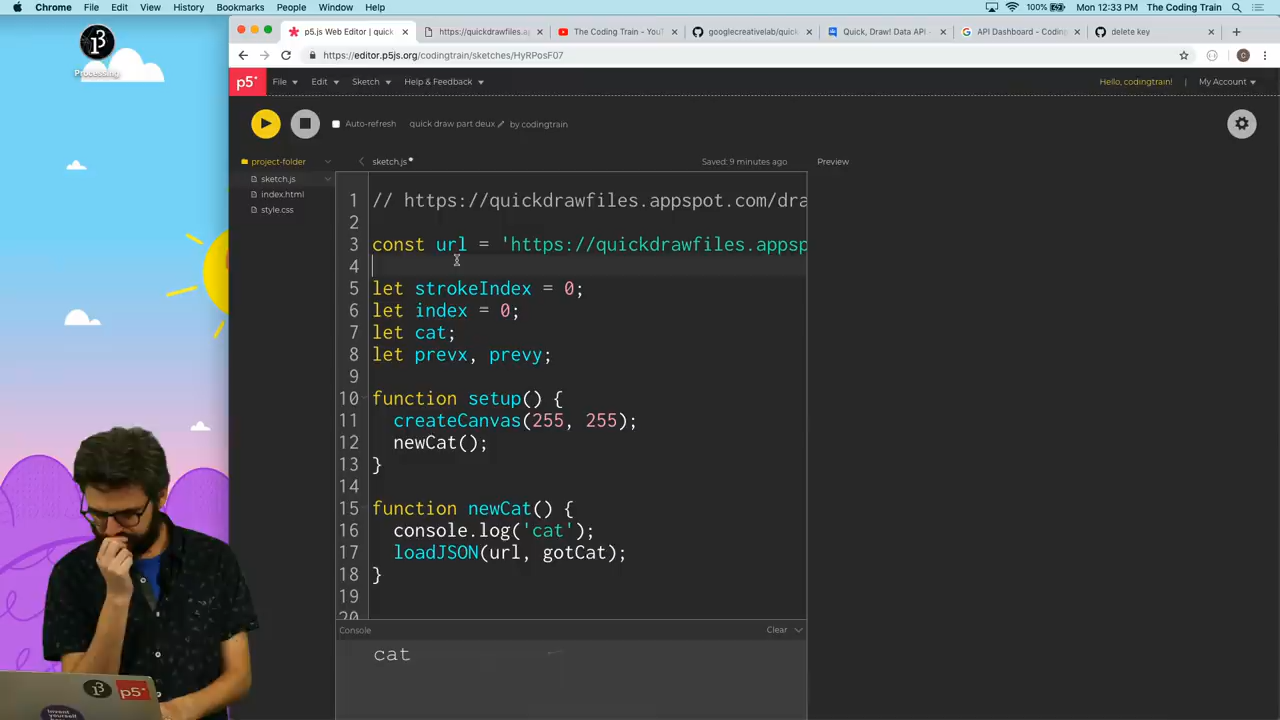 Chrome File Edit View History Bookmarks People Window Help
100% Mon 12:33 PM The Coding Train
Processing
p5.js Web Editor | quick
https://quickdrawfiles.ap
The Coding Train - YouT
googlecreativelab/quick
Quick, Draw! Data API -
API Dashboard - Coding
delete key
https://editor.p5js.org/codingtrain/sketches/HyRPosF07
p5* File Edit Sketch Help & Feedback Hello, codingtrain! My Account
Auto-refresh quick draw part deux by codingtrain
project-folder
sketch.js
index.html
style.css
sketch.js Saved: 9 minutes ago Preview
1 // https://quickdrawfiles.appspot.com/dra
2
3 const url = 'https://quickdrawfiles.appsp
4
5 let strokeIndex = 0;
6 let index = 0;
7 let cat;
8 let prevx, prevy;
9
10 function setup() {
11 createCanvas(255, 255);
12 newCat();
13 }
14
15 function newCat() {
16 console.log('cat');
17 loadJSON(url, gotCat);
18 }
19
20
Console Clear
cat
p5*